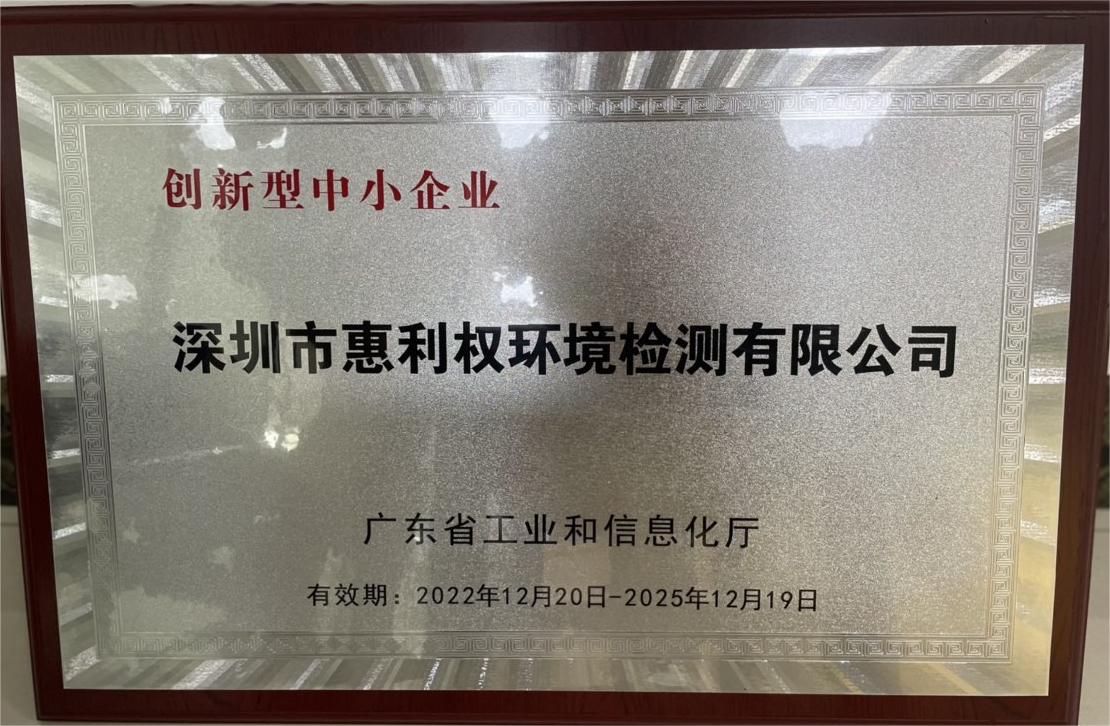 创新型中小企业
深圳市惠利权环境检测有限公司
广东省工业和信息化厅
有效期：2022年12月20日-2025年12月19日